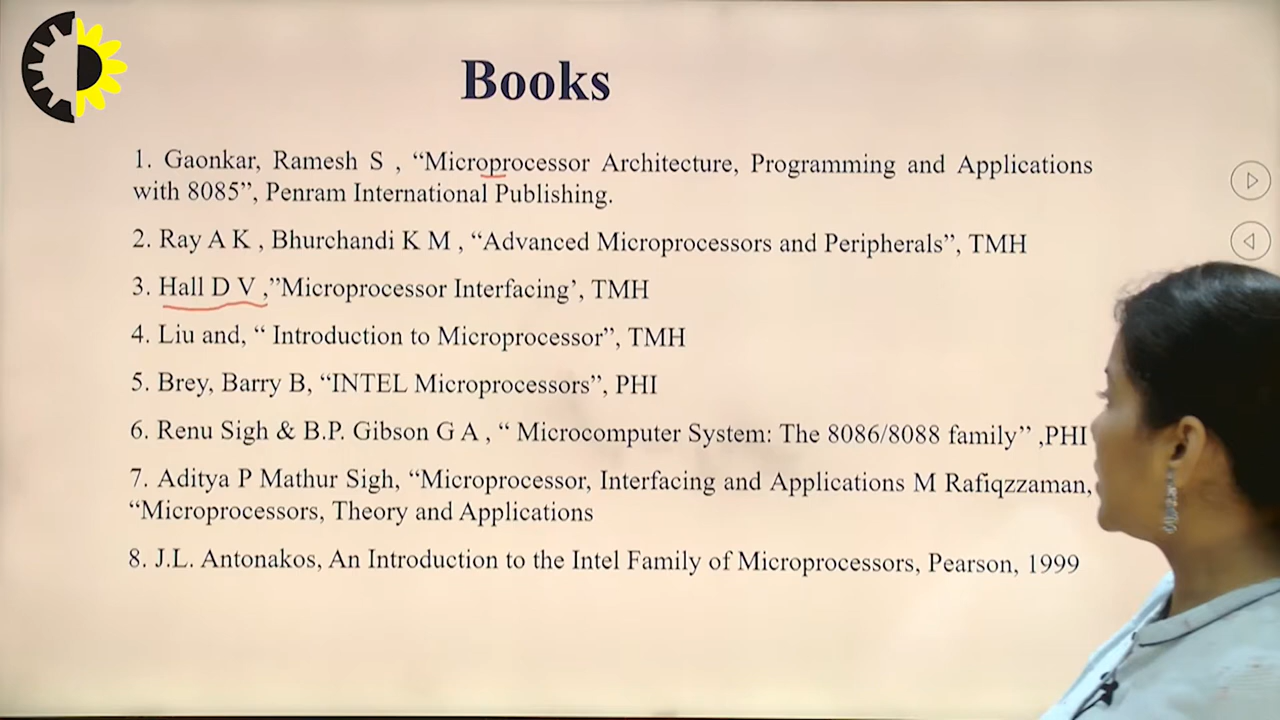 Books
1. Gaonkar, Ramesh S , “Microprocessor Architecture, Programming and Applications
with 8085”, Penram International Publishing.
2. Ray A K , Bhurchandi K M , “Advanced Microprocessors and Peripherals”, TMH
3. Hall D V ,”Microprocessor Interfacing’, TMH
4. Liu and, “ Introduction to Microprocessor”, TMH
5. Brey, Barry B, “INTEL Microprocessors”, PHI
6. Renu Sigh & B.P. Gibson G A , “ Microcomputer System: The 8086/8088 family” ,PHI
7. Aditya P Mathur Sigh, “Microprocessor, Interfacing and Applications M Rafiqzzaman,
“Microprocessors, Theory and Applications
8. J.L. Antonakos, An Introduction to the Intel Family of Microprocessors, Pearson, 1999